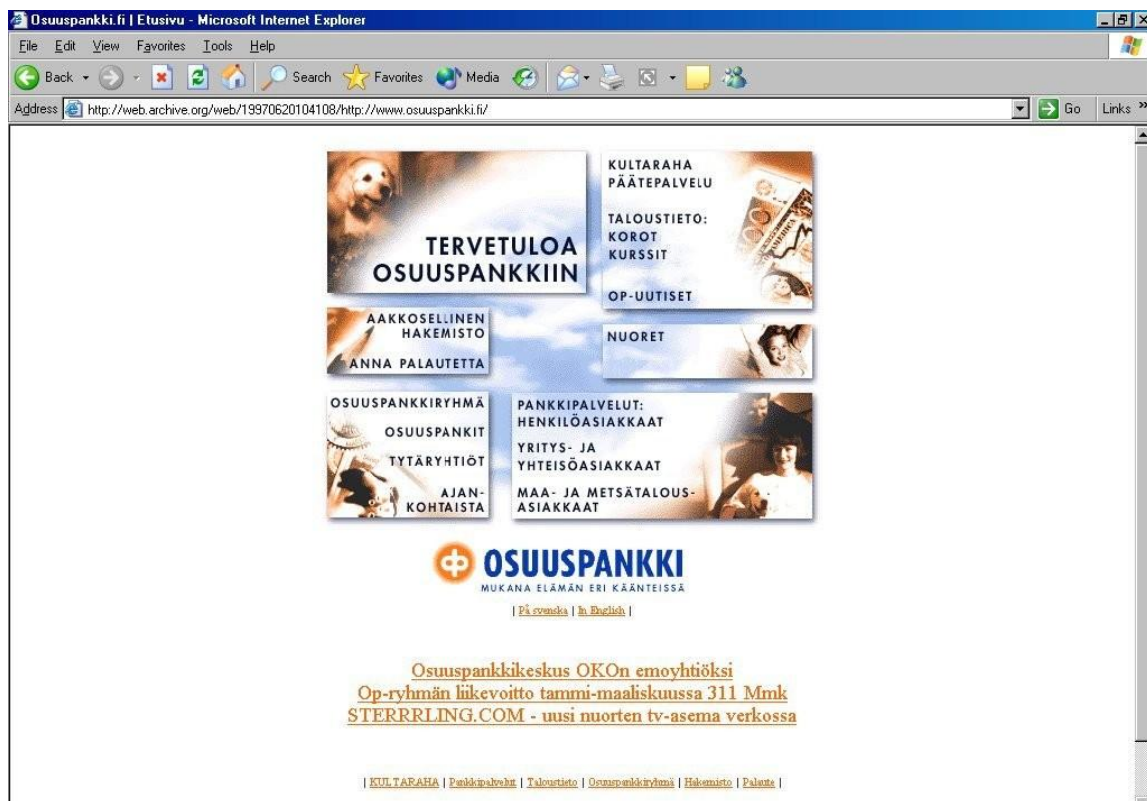 Osuuspankki.fi | Etusivu - Microsoft Internet Explorer
File Edit View Favorites Tools Help
Back Search Favorites Media
Address http://web.archive.org/web/19970620104108/http://www.osuuspankki.fi/ Go Links »
TERVETULOA
OSUUSPANKKIIN
KULTARAHA
PÄÄTEPALVELU
TALOUSTIETO:
KOROT
KURSSIT
OP-UUTISET
AAKKOSELLINEN
HAKEMISTO
ANNA PALAUTETTA
NUORET
OSUUSPANKKIRYHMÄ
OSUUSPANKIT
TYTÄRYHTIÖT
AJAN-
KOHTAISTA
PANKKIPALVELUT:
HENKILÖASIAKKAAT
YRITYS- JA
YHTEISÖASIAKKAAT
MAA- JA METSÄTALOUS-
ASIAKKAAT
OSUUSPANKKI
MUKANA ELÄMÄN ERI KÄÄNTEISSÄ
| På svenska | In English |
Osuuspankkikeskus OKOn emoyhtiöksi
Op-ryhmän liikevoitto tammi-maaliskuussa 311 Mmk
STERRRLING.COM - uusi nuorten tv-asema verkossa
| KULTARAHA | Pankkipalvelut | Taloustieto | Osuuspankkiryhmä | Hakemisto | Palaute |